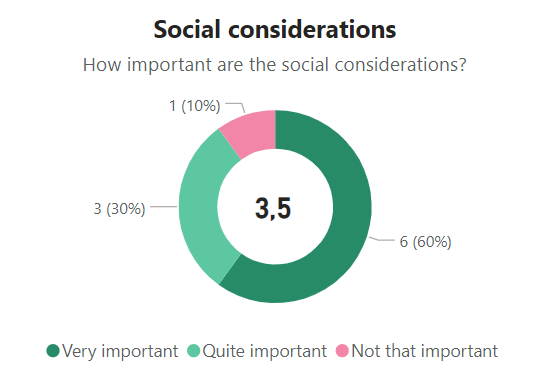 Social considerations
How important are the social considerations?
1 (10%)
3 (30%)
3,5
6 (60%)
Very important Quite important Not that important